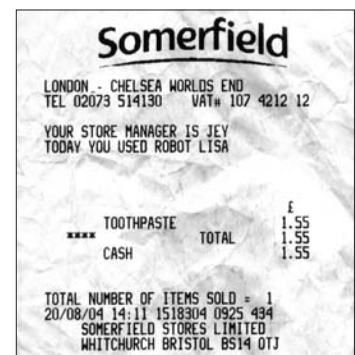 Somerfield
LONDON - CHELSEA WORLDS END
TEL 02073 514130 VAT# 107 4212 12
YOUR STORE MANAGER IS JEY
TODAY YOU USED ROBOT LISA
£
TOOTHPASTE 1.55
**** TOTAL 1.55
CASH 1.55
TOTAL NUMBER OF ITEMS SOLD = 1
20/08/04 14:11 1518304 0925 494
SOMERFIELD STORES LIMITED
WHITCHURCH BRISTOL BS14 0TJ